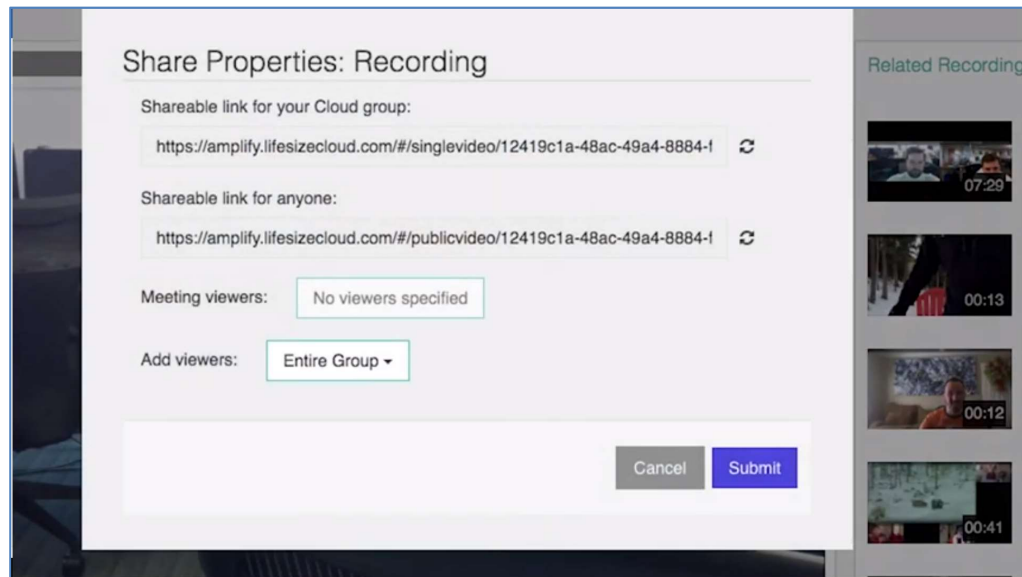 Share Properties: Recording
Related Recording
Shareable link for your Cloud group:
https://amplify.lifesizecloud.com/#/singlevideo/12419c1a-48ac-49a4-8884-f
Shareable link for anyone:
https://amplify.lifesizecloud.com/#/publicvideo/12419c1a-48ac-49a4-8884-f
Meeting viewers: No viewers specified
Add viewers: Entire Group
Cancel Submit
07:29
00:13
00:12
00:41